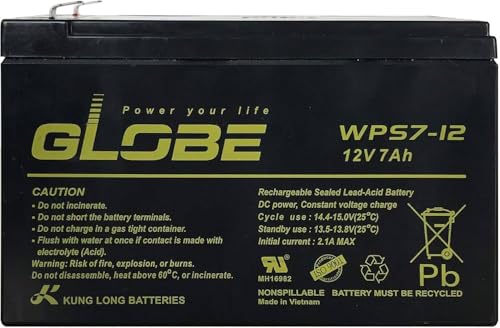 Power your life
GLOBE
WPS7-12
12V 7Ah
CAUTION
• Do not incinerate.
• Do not short the battery terminals.
• Do not charge in a gas tight container.
• Flush with water at once if contact is made with
electrolyte (Acid).
Warning: Risk of fire, explosion, or burns.
Do not disassemble, heat above 60°C, or incinerate.
KUNG LONG BATTERIES
Rechargeable Sealed Lead-Acid Battery
DC power, Constant voltage charge
Cycle use : 14.4-15.0V(25°C)
Standby use : 13.5-13.8V(25°C)
Initial current : 2.1A MAX
MH16982
ISO 9001
Pb
NONSPILLABLE BATTERY MUST BE RECYCLED
Made in Vietnam